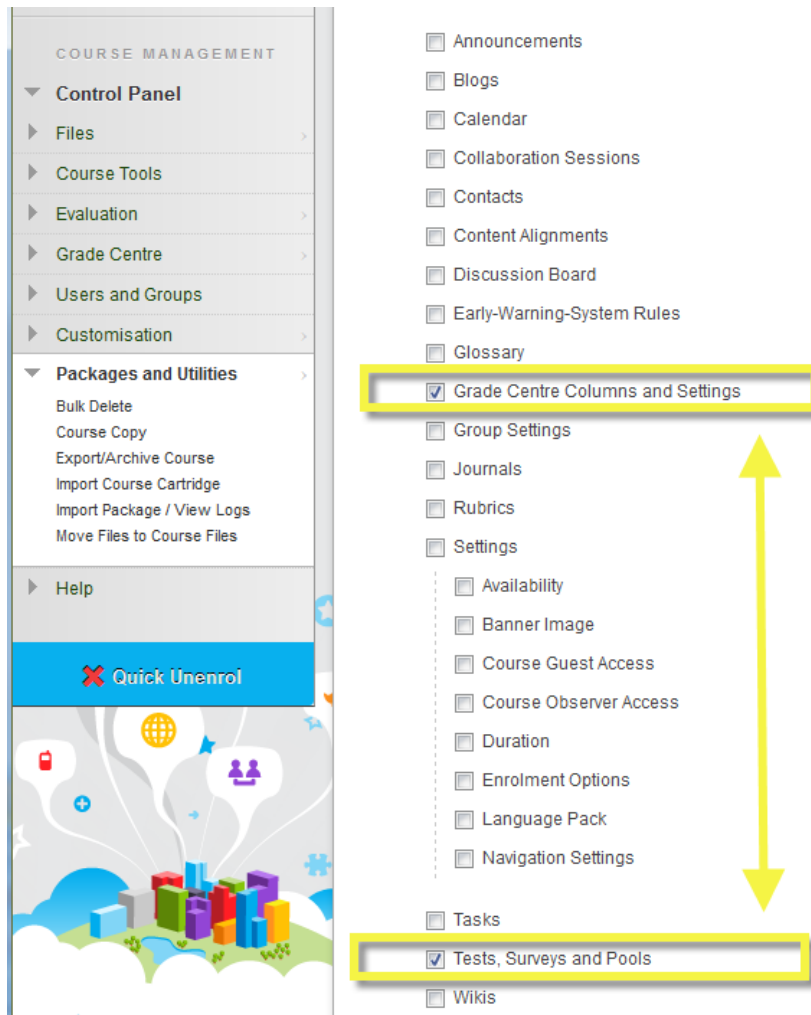 COURSE MANAGEMENT
Control Panel
Files
Course Tools
Evaluation
Grade Centre
Users and Groups
Customisation
Packages and Utilities
Bulk Delete
Course Copy
Export/Archive Course
Import Course Cartridge
Import Package / View Logs
Move Files to Course Files
Help
Quick Unenrol
Announcements
Blogs
Calendar
Collaboration Sessions
Contacts
Content Alignments
Discussion Board
Early-Warning-System Rules
Glossary
Grade Centre Columns and Settings
Group Settings
Journals
Rubrics
Settings
Availability
Banner Image
Course Guest Access
Course Observer Access
Duration
Enrolment Options
Language Pack
Navigation Settings
Tasks
Tests, Surveys and Pools
Wikis